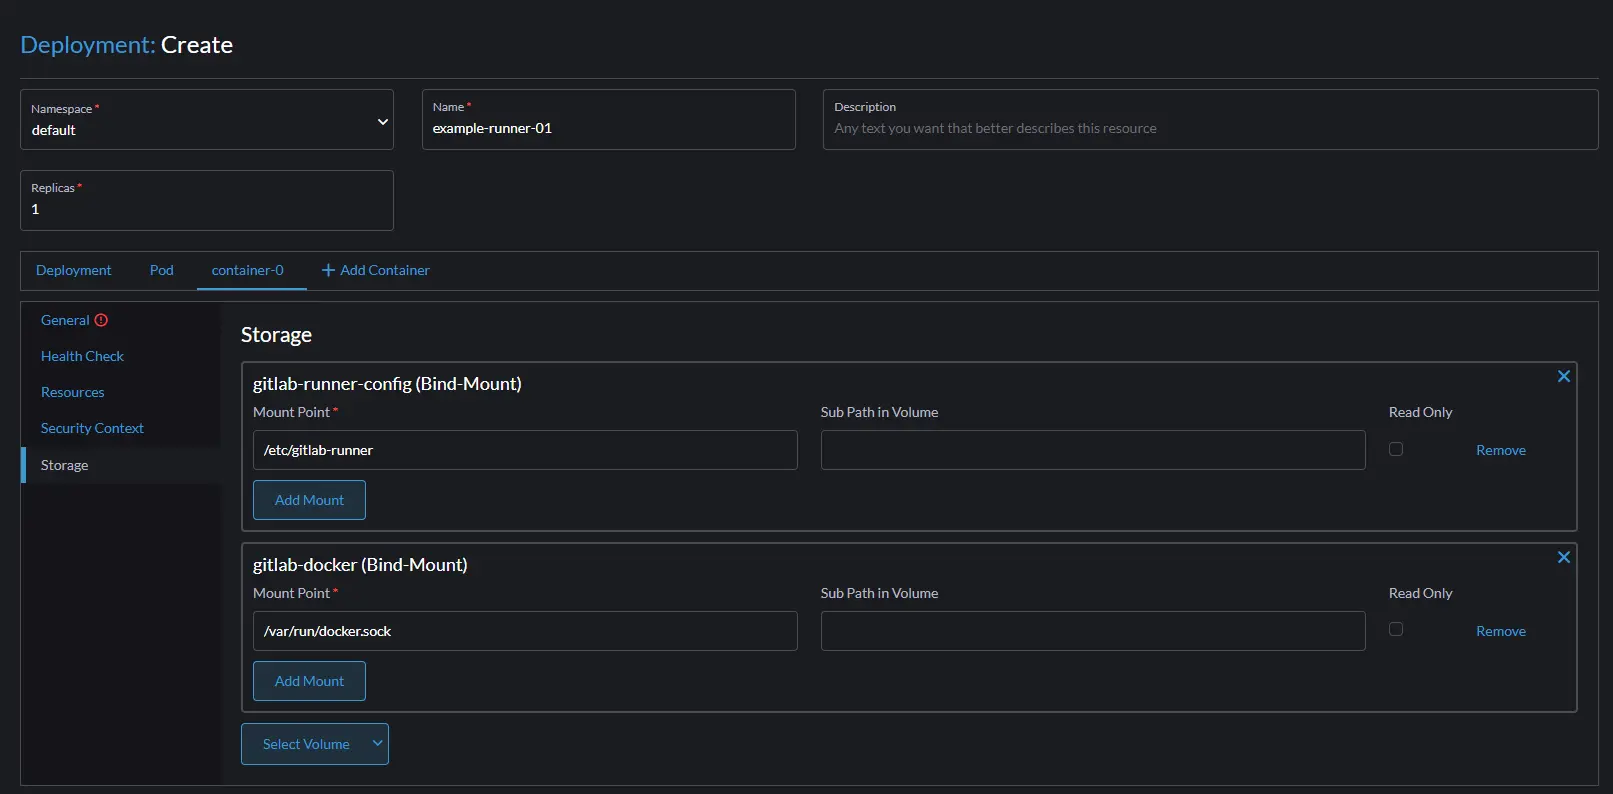 Deployment: Create
Namespace *
default
Name *
example-runner-01
Description
Any text you want that better describes this resource
Replicas *
1
Deployment Pod container-0 + Add Container
General
Health Check
Resources
Security Context
Storage
Storage
gitlab-runner-config (Bind-Mount)
Mount Point * Sub Path in Volume Read Only
/etc/gitlab-runner Remove
Add Mount
gitlab-docker (Bind-Mount)
Mount Point * Sub Path in Volume Read Only
/var/run/docker.sock Remove
Add Mount
Select Volume